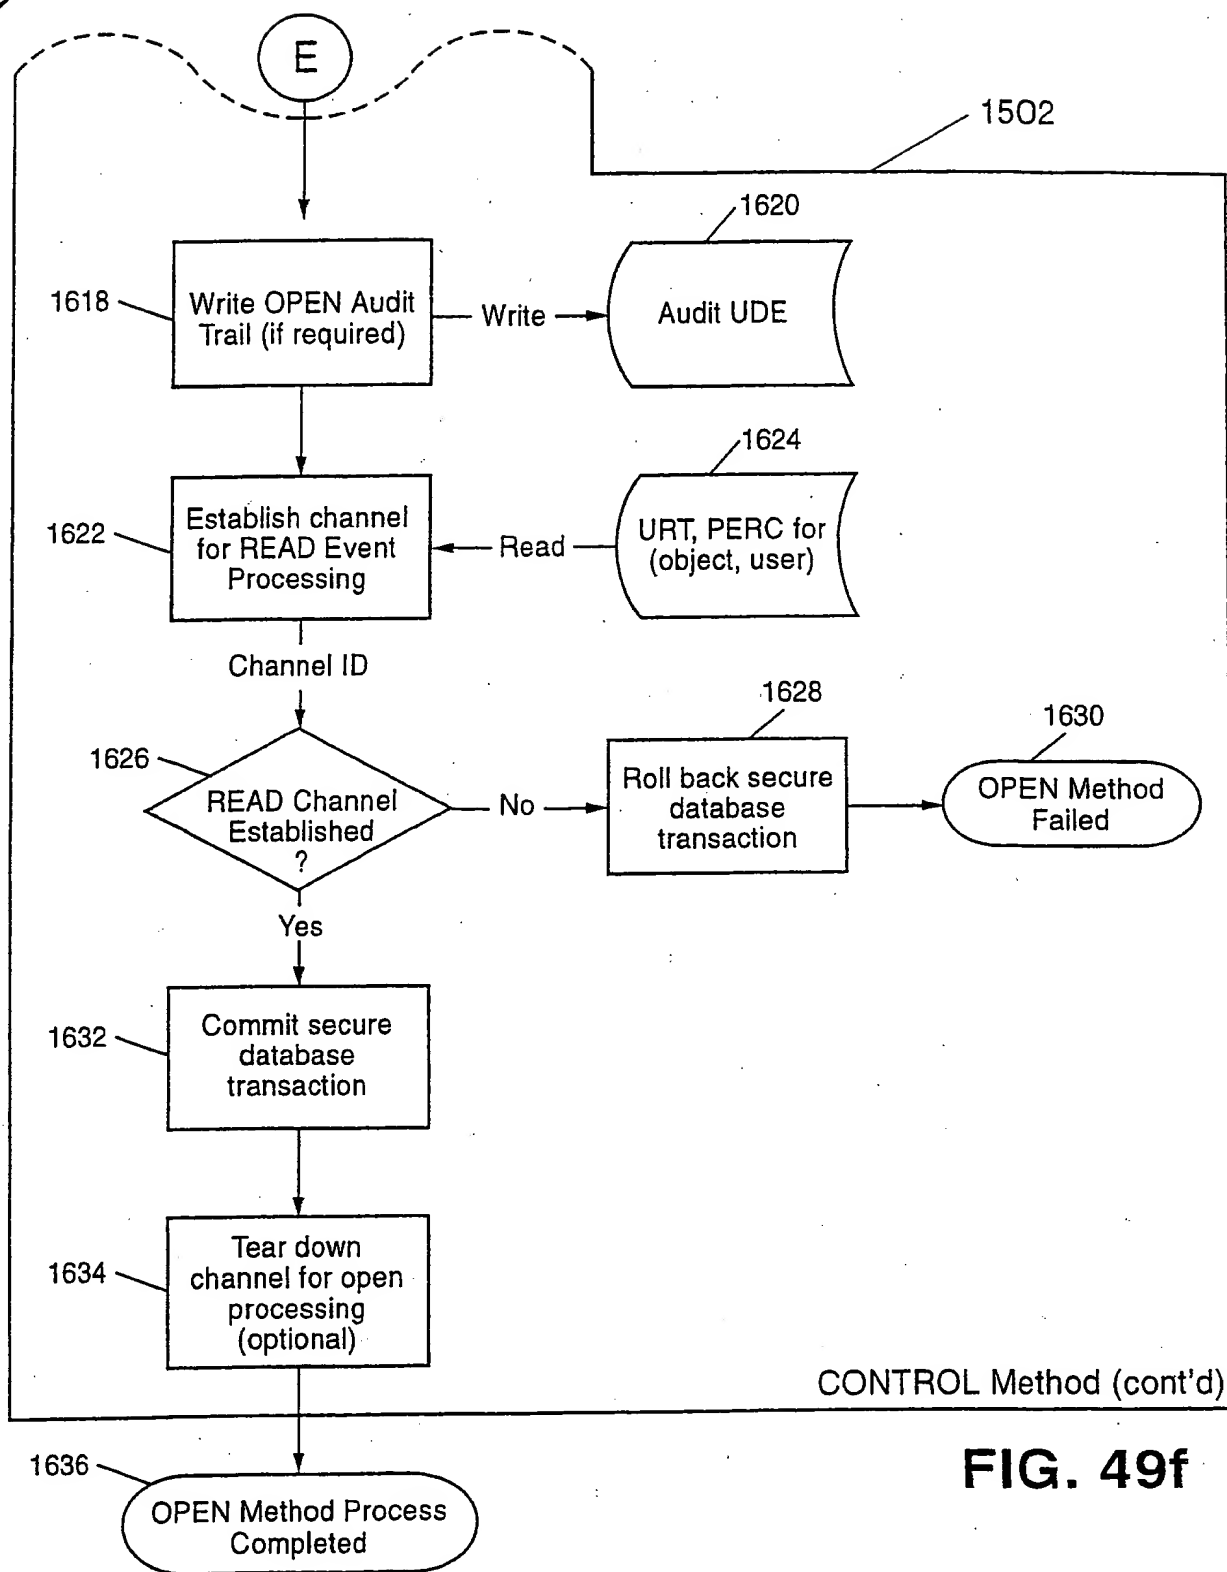 E
1502
1620
1618
Write OPEN Audit
Trail (if required)
Write
Audit UDE
1624
1622
Establish channel
for READ Event
Processing
Read
URT, PERC for
(object, user)
Channel ID
1628
1630
1626
READ Channel
Established
?
No
Roll back secure
database
transaction
OPEN Method
Failed
Yes
1632
Commit secure
database
transaction
1634
Tear down
channel for open
processing
(optional)
CONTROL Method (cont'd)
1636
OPEN Method Process
Completed
FIG. 49f